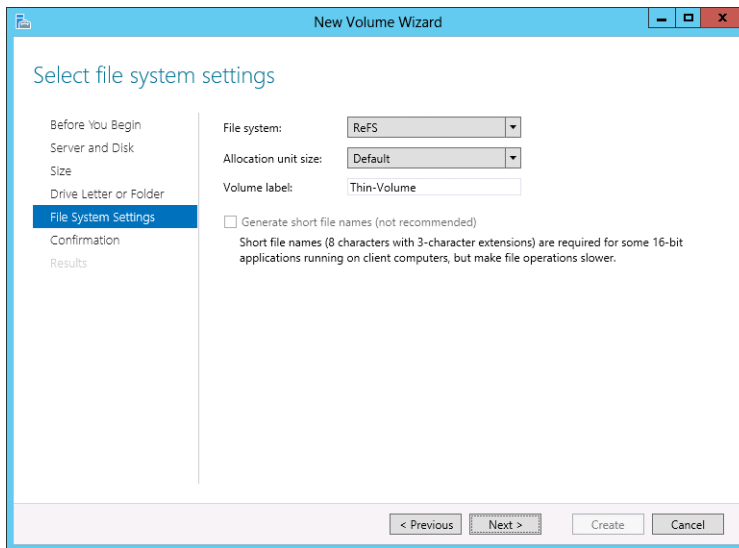 New Volume Wizard
Select file system settings
Before You Begin
Server and Disk
Size
Drive Letter or Folder
File System Settings
Confirmation
Results
File system:
ReFS
Allocation unit size:
Default
Volume label:
Thin-Volume
Generate short file names (not recommended)
Short file names (8 characters with 3-character extensions) are required for some 16-bit
applications running on client computers, but make file operations slower.
< Previous
Next >
Create
Cancel